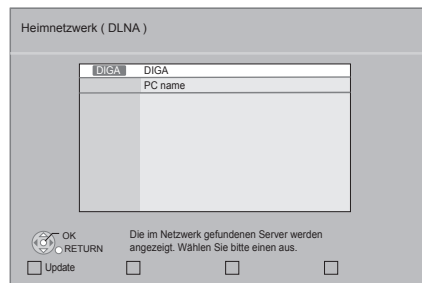 Heimnetzwerk ( DLNA )
DIGA DIGA
PC name
OK
RETURN
Die im Netzwerk gefundenen Server werden
angezeigt. Wählen Sie bitte einen aus.
Update